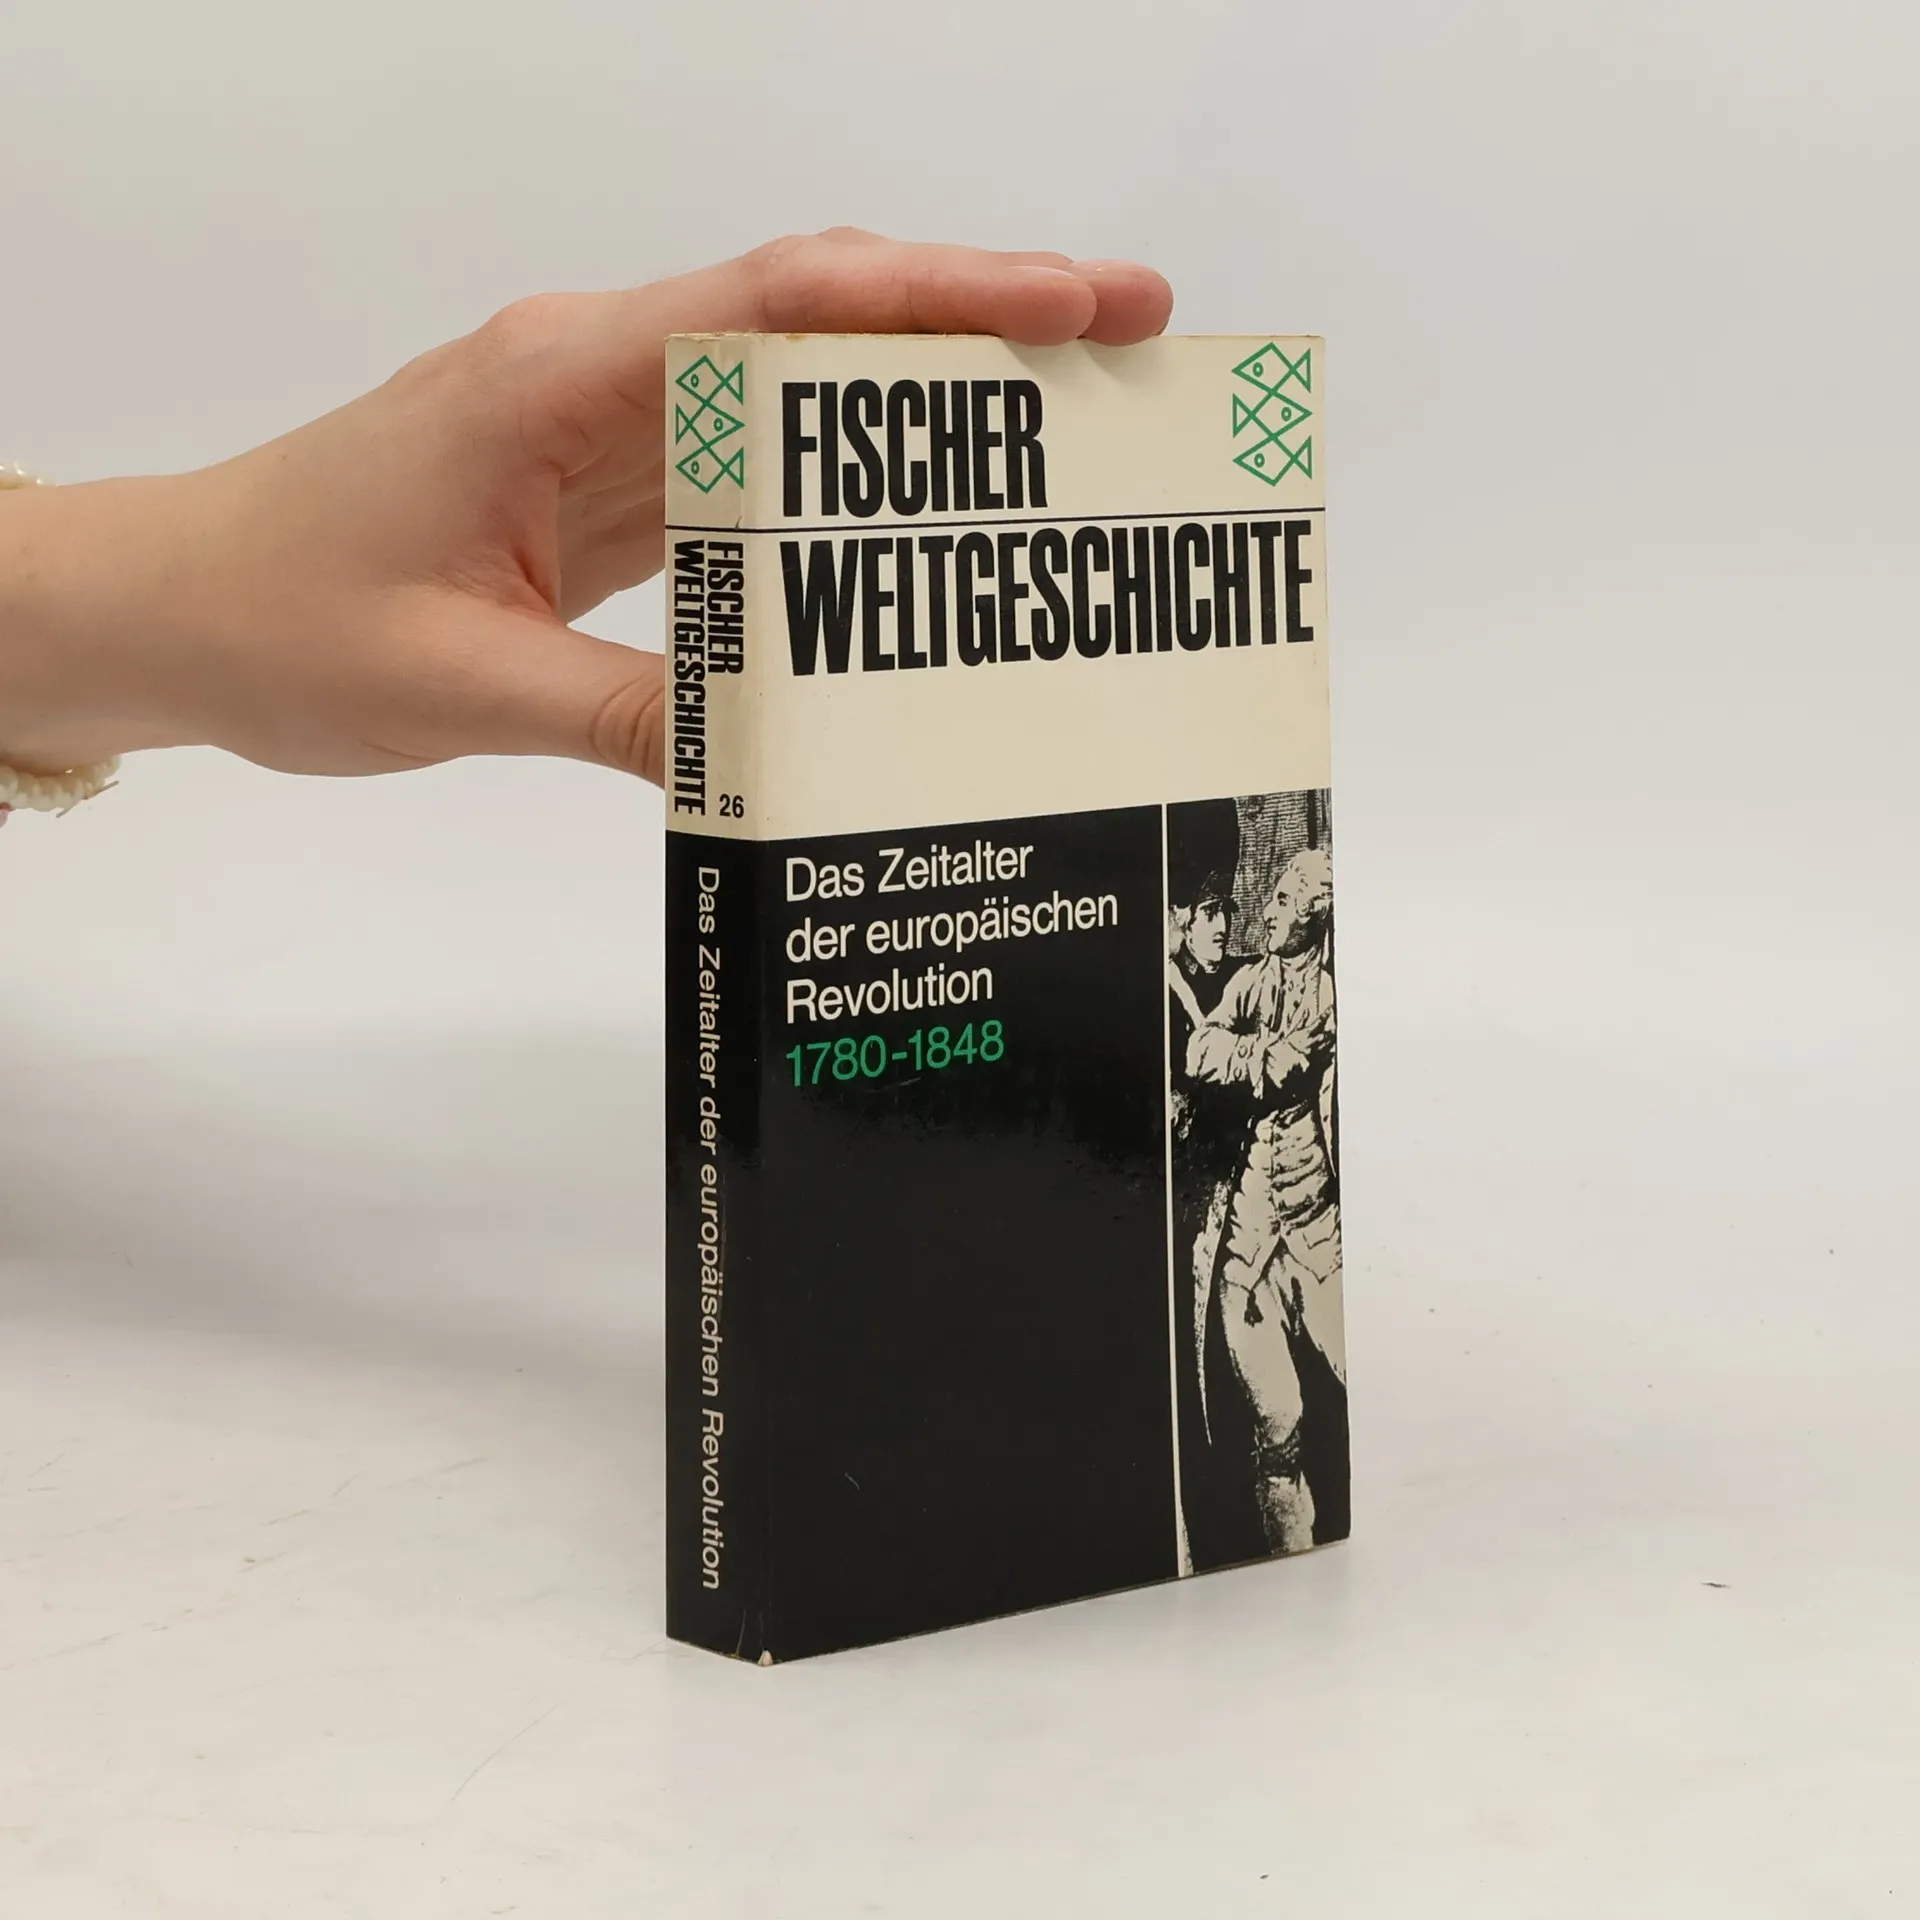 FISCHER
WELTGESCHICHTE
Das Zeitalter
der europäischen
Revolution
1780-1848
FISCHER
WELTGESCHICHTE 26
Das Zeitalter der europäischen Revolution